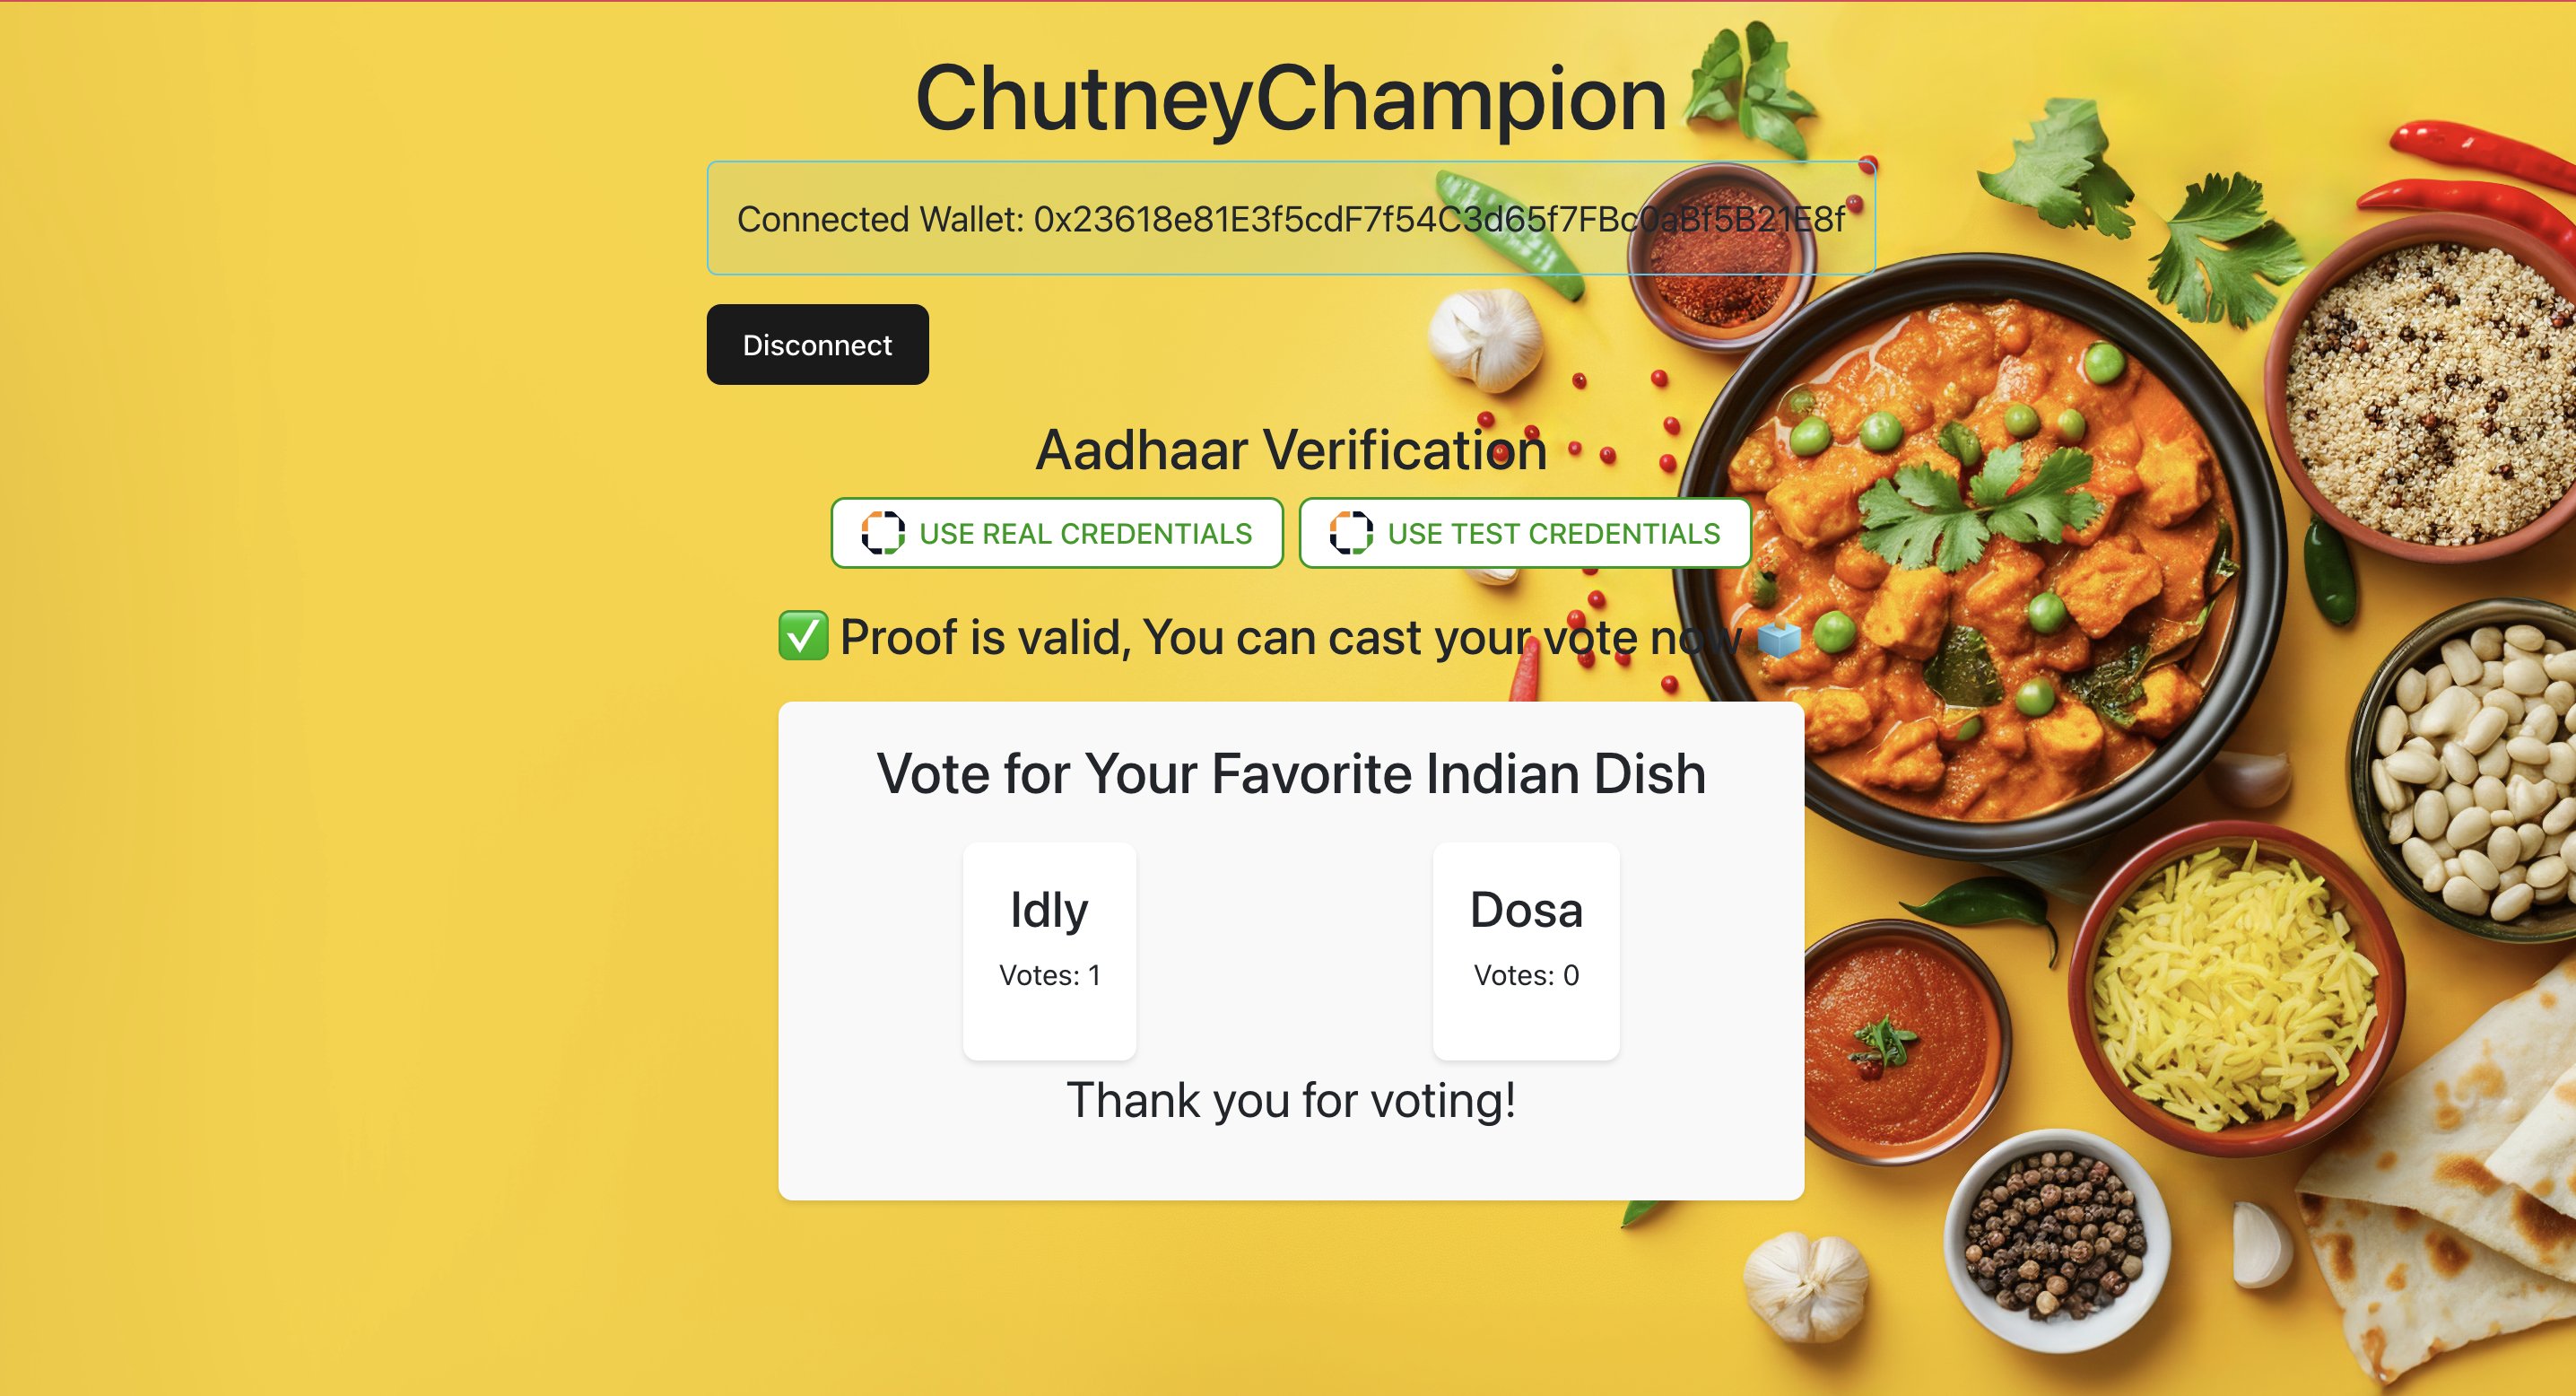 ChutneyChampion
Connected Wallet: 0x23618e81E3f5cdF7f54C3d65f7FBc0aBf5B21E8f
Disconnect
Aadhaar Verification
USE REAL CREDENTIALS
USE TEST CREDENTIALS
✅ Proof is valid, You can cast your vote now 🗳️
Vote for Your Favorite Indian Dish
Idly
Votes: 1
Dosa
Votes: 0
Thank you for voting!